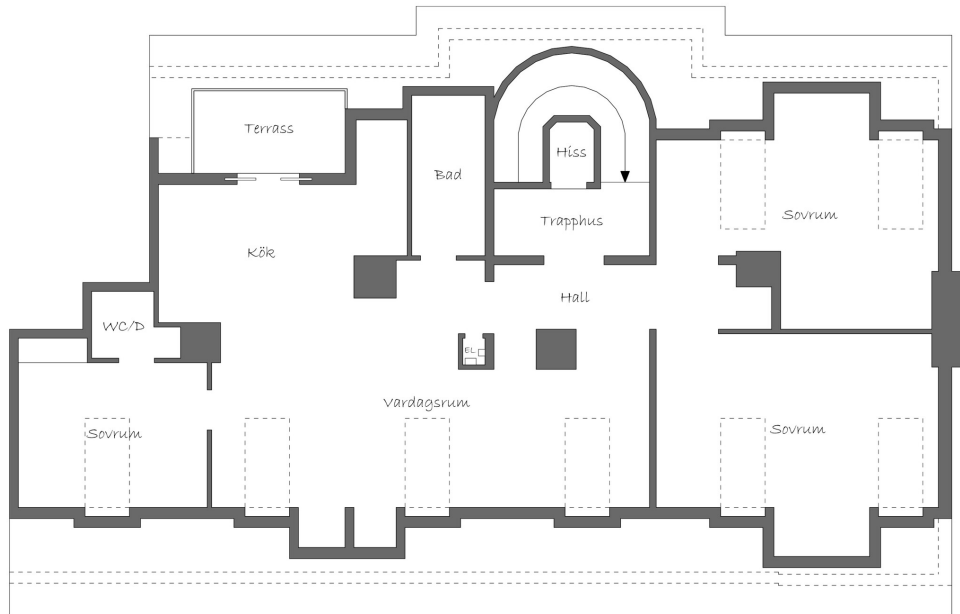 Terrass
Hiss
Bad
Sovrum
Trapphus
Kök
Hall
WC/D
EL
Vardagsrum
Sovrum
Sovrum